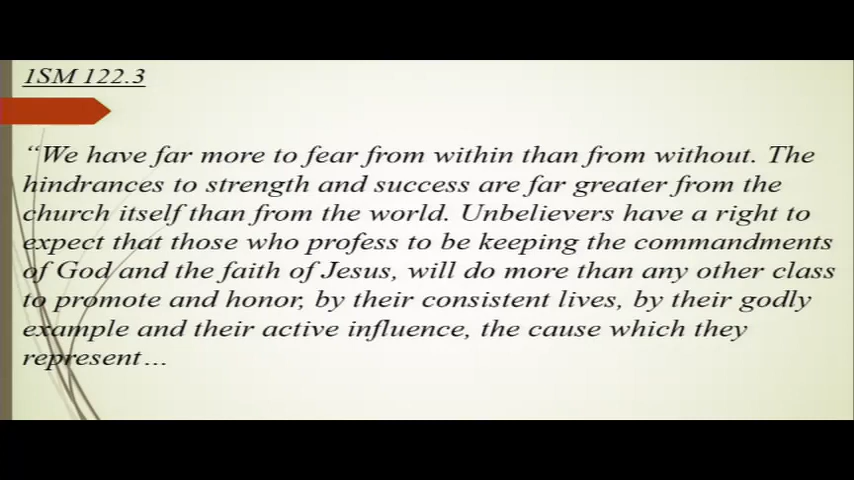 1SM 122.3
“We have far more to fear from within than from without. The
hindrances to strength and success are far greater from the
church itself than from the world. Unbelievers have a right to
expect that those who profess to be keeping the commandments
of God and the faith of Jesus, will do more than any other class
to promote and honor, by their consistent lives, by their godly
example and their active influence, the cause which they
represent…